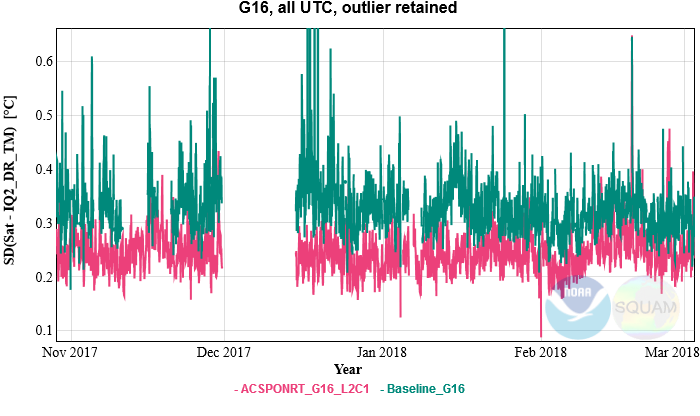 G16, all UTC, outlier retained
SD(Sat - IQ2_DR_TM) [°C]
0.6
0.5
0.4
0.3
0.2
0.1
NOAA
SQUAM
Nov 2017 Dec 2017 Jan 2018 Feb 2018 Mar 2018
Year
- ACSPONRT_G16_L2C1 - Baseline_G16